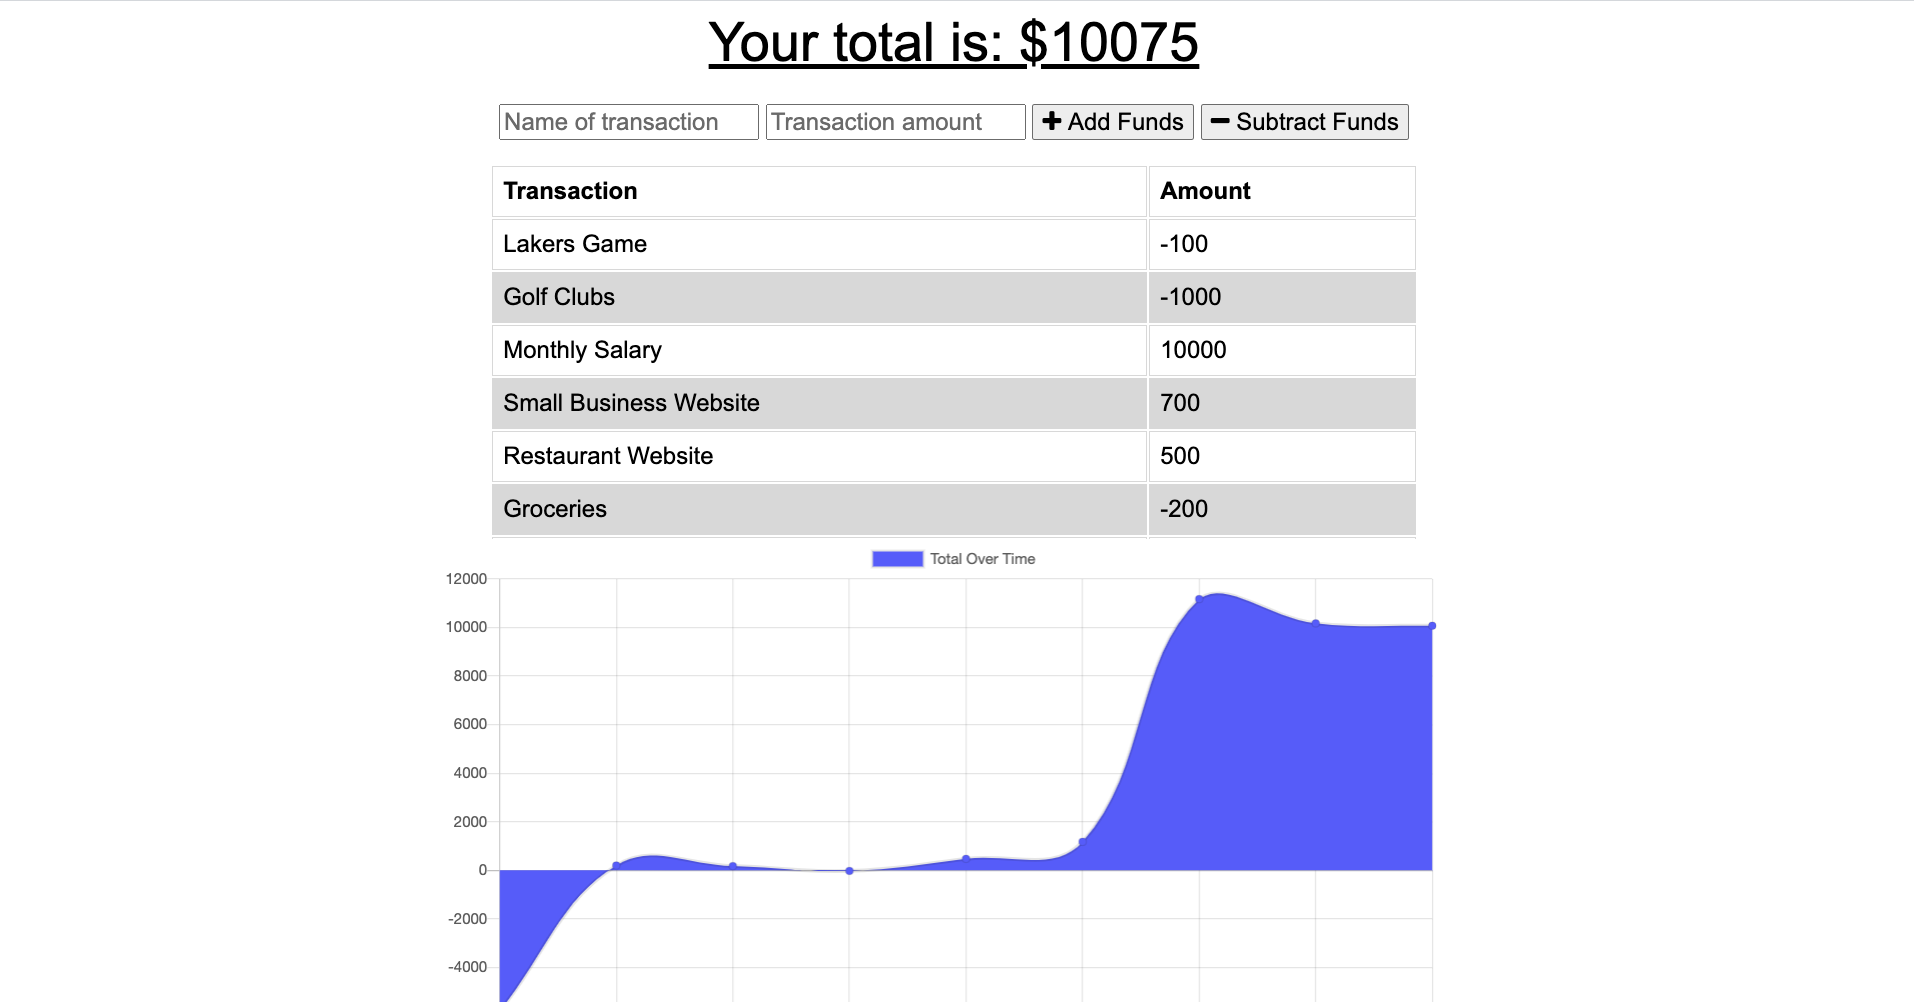 Your total is: $10075
Name of transaction Transaction amount Add Funds Subtract Funds
Transaction Amount
Lakers Game -100
Golf Clubs -1000
Monthly Salary 10000
Small Business Website 700
Restaurant Website 500
Groceries -200
Total Over Time
12000
10000
8000
6000
4000
2000
0
-2000
-4000